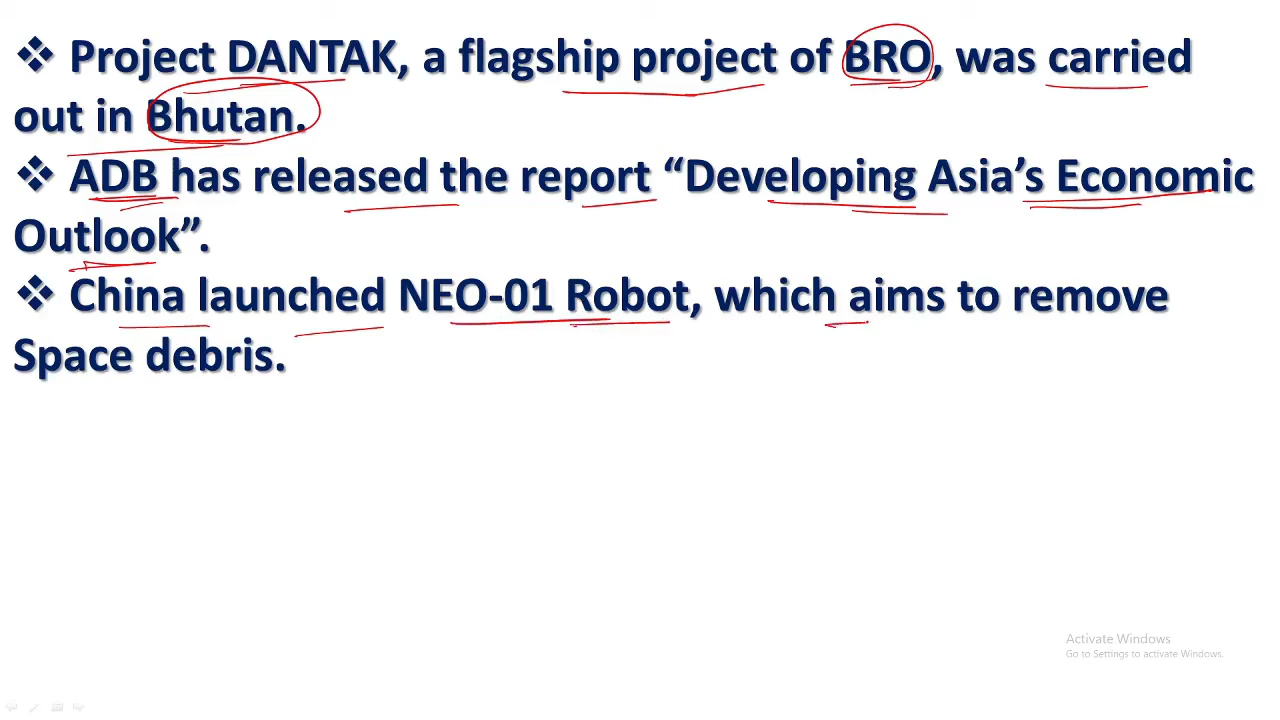 ❖ Project DANTAK, a flagship project of BRO, was carried
out in Bhutan.
❖ ADB has released the report “Developing Asia’s Economic
Outlook”.
❖ China launched NEO-01 Robot, which aims to remove
Space debris.
Activate Windows
Go to Settings to activate Windows.